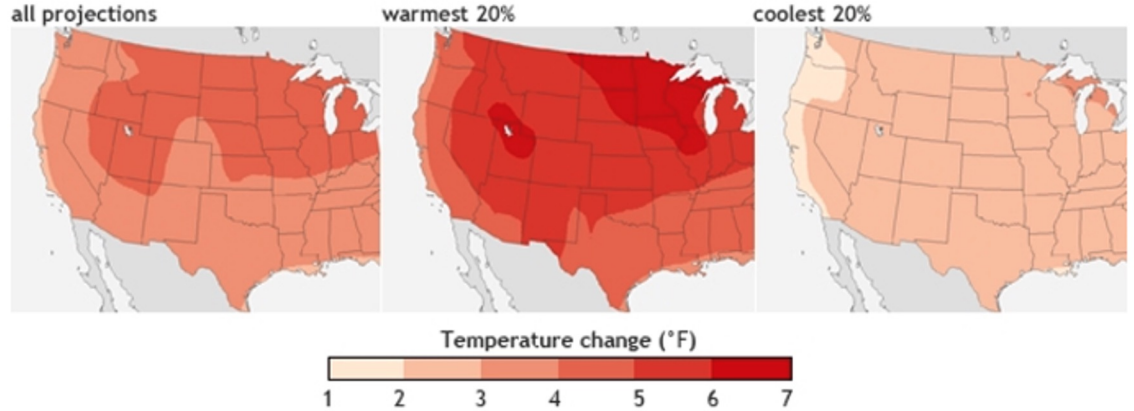 all projections
warmest 20%
coolest 20%
Temperature change (°F)
1 2 3 4 5 6 7